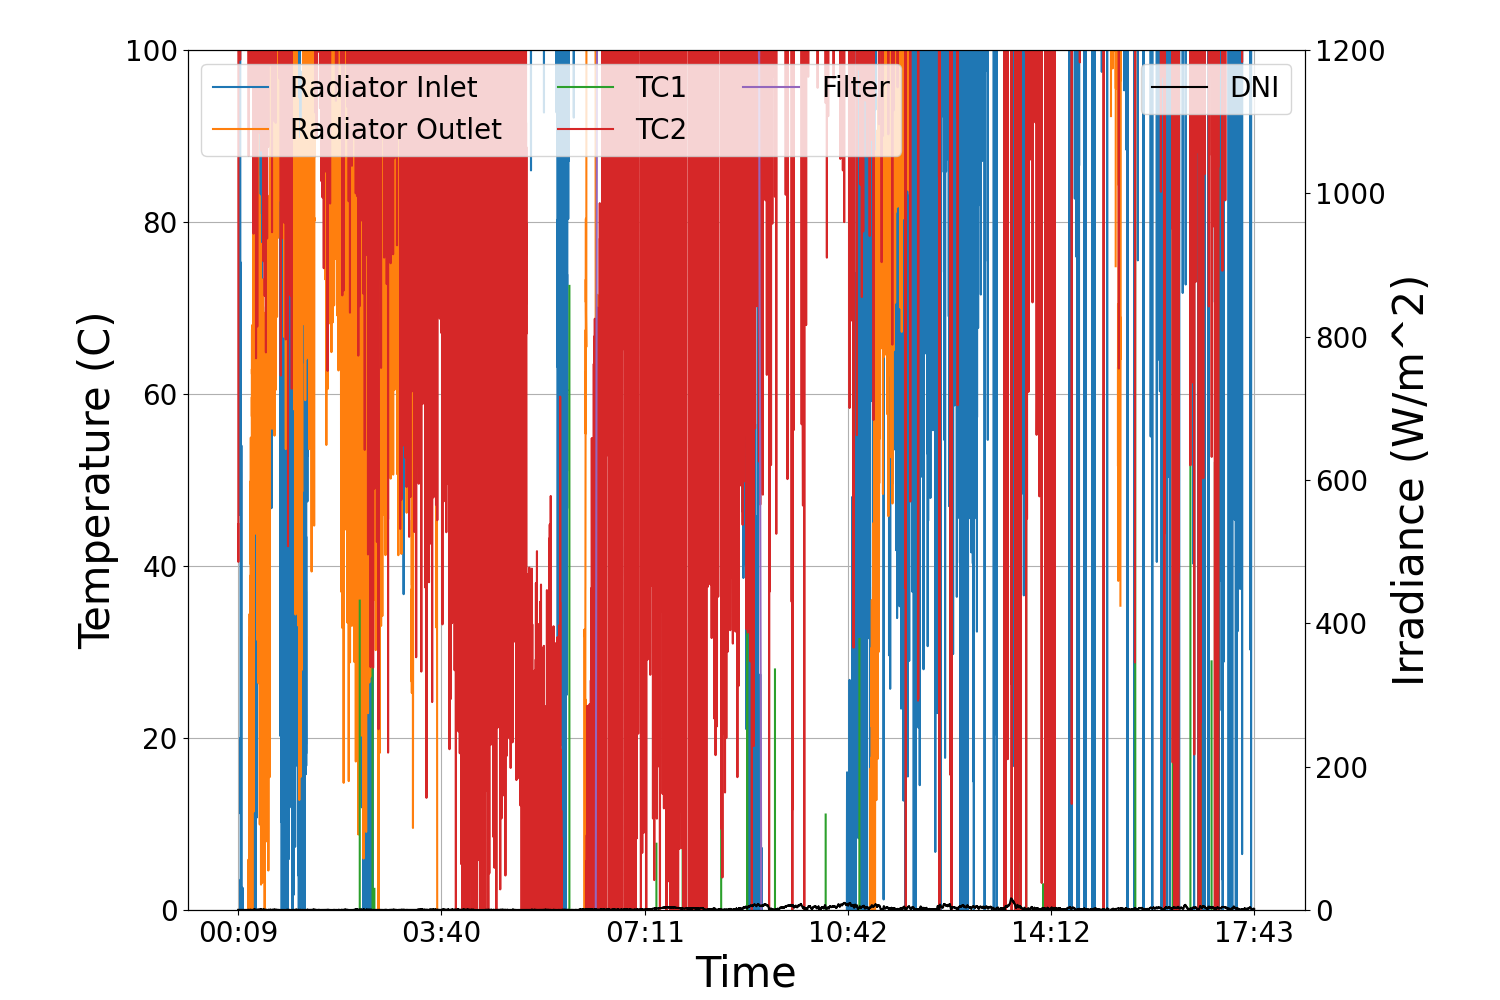 100
80
60
40
20
0
Temperature (C)
Radiator Inlet
Radiator Outlet
TC1
TC2
Filter
DNI
1200
1000
800
600
400
200
0
Irradiance (W/m^2)
00:09
03:40
07:11
10:42
14:12
17:43
Time